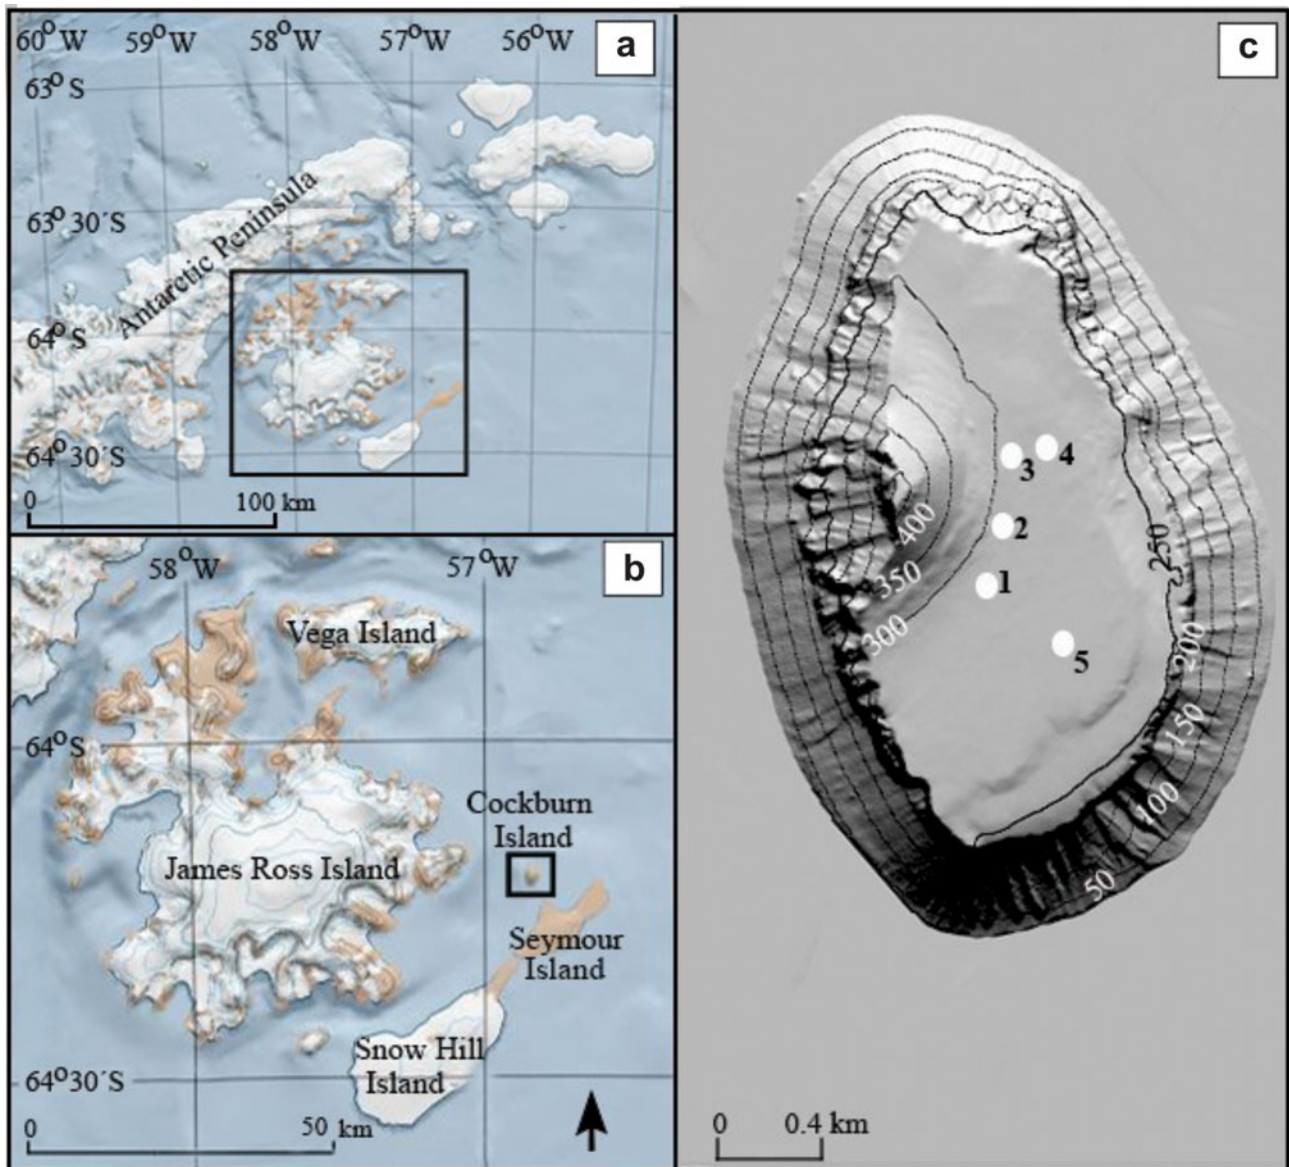 a
60°W 59°W 58°W 57°W 56°W
63°S
63°30´S
64°S
64°30´S
Antarctic Peninsula
0 100 km
b
58°W 57°W
Vega Island
64°S
Cockburn
Island
James Ross Island
Seymour
Island
Snow Hill
Island
64°30´S
0 50 km
c
3 4
2
1
5
400
350
300
250
200
150
100
50
0 0.4 km